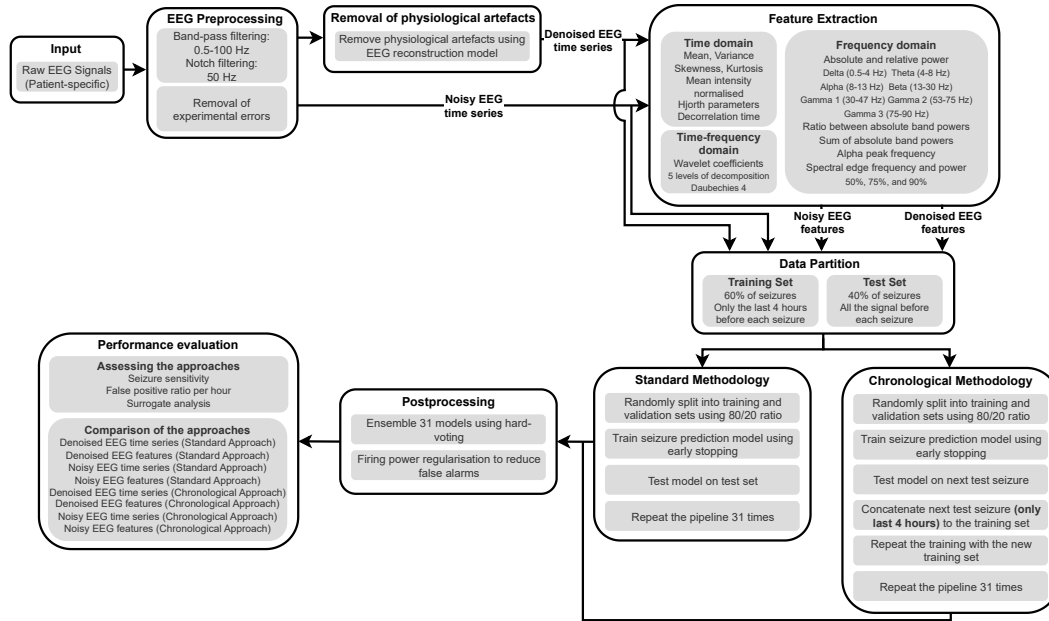 Input
Raw EEG Signals
(Patient-specific)
EEG Preprocessing
Band-pass filtering:
0.5-100 Hz
Notch filtering:
50 Hz
Removal of
experimental errors
Removal of physiological artefacts
Remove physiological artefacts using
EEG reconstruction model
Denoised EEG
time series
Noisy EEG
time series
Feature Extraction
Time domain
Mean, Variance
Skewness, Kurtosis
Mean intensity
normalised
Hjorth parameters
Decorrelation time
Time-frequency
domain
Wavelet coefficients
5 levels of decomposition
Daubechies 4
Frequency domain
Absolute and relative power
Delta (0.5-4 Hz) Theta (4-8 Hz)
Alpha (8-13 Hz) Beta (13-30 Hz)
Gamma 1 (30-47 Hz) Gamma 2 (53-75 Hz)
Gamma 3 (75-90 Hz)
Ratio between absolute band powers
Sum of absolute band powers
Alpha peak frequency
Spectral edge frequency and power
50%, 75%, and 90%
Noisy EEG
features
Denoised EEG
features
Data Partition
Training Set
60% of seizures
Only the last 4 hours
before each seizure
Test Set
40% of seizures
All the signal before
each seizure
Standard Methodology
Randomly split into training and
validation sets using 80/20 ratio
Train seizure prediction model using
early stopping
Test model on test set
Repeat the pipeline 31 times
Chronological Methodology
Randomly split into training and
validation sets using 80/20 ratio
Train seizure prediction model using
early stopping
Test model on next test seizure
Concatenate next test seizure (only
last 4 hours) to the training set
Repeat the training with the new
training set
Repeat the pipeline 31 times
Postprocessing
Ensemble 31 models using hard-
voting
Firing power regularisation to reduce
false alarms
Performance evaluation
Assessing the approaches
Seizure sensitivity
False positive ratio per hour
Surrogate analysis
Comparison of the approaches
Denoised EEG time series (Standard Approach)
Denoised EEG features (Standard Approach)
Noisy EEG time series (Standard Approach)
Noisy EEG features (Standard Approach)
Denoised EEG time series (Chronological Approach)
Denoised EEG features (Chronological Approach)
Noisy EEG time series (Chronological Approach)
Noisy EEG features (Chronological Approach)